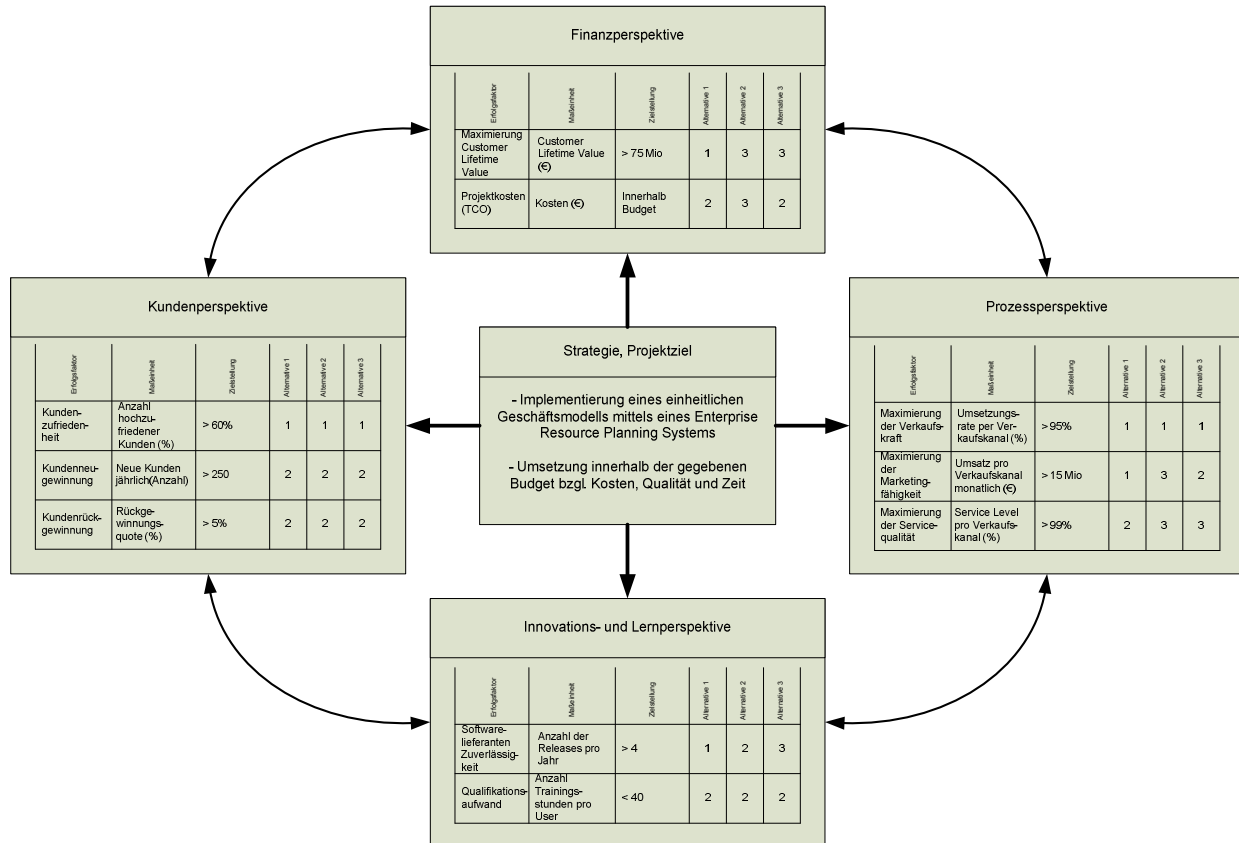 Finanzperspektive
Erfolgsfaktor Maßeinheit Zielstellung Alternative 1 Alternative 2 Alternative 3
Maximierung
Customer
Lifetime
Value
Customer
Lifetime Value
(€)
> 75 Mio
1 3 3
Projektkosten
(TCO)
Kosten (€)
Innerhalb
Budget
2 3 2
Kundenperspektive
Erfolgsfaktor Maßeinheit Zielstellung Alternative 1 Alternative 2 Alternative 3
Kunden-
zufrieden-
heit
Anzahl
hochzu-
friedener
Kunden (%)
> 60%
1 1 1
Kundenneu-
gewinnung
Neue Kunden
jährlich(Anzahl)
> 250
2 2 2
Kundenrück-
gewinnung
Rückge-
winnungs-
quote (%)
> 5%
2 2 2
Strategie, Projektziel
- Implementierung eines einheitlichen
Geschäftsmodells mittels eines Enterprise
Resource Planning Systems
- Umsetzung innerhalb der gegebenen
Budget bzgl. Kosten, Qualität und Zeit
Prozessperspektive
Erfolgsfaktor Maßeinheit Zielstellung Alternative 1 Alternative 2 Alternative 3
Maximierung
der Verkaufs-
kraft
Umsetzungs-
rate per Ver-
kaufskanal (%)
> 95%
1 1 1
Maximierung
der
Marketing-
fähigkeit
Umsatz pro
Verkaufskanal
monatlich (€)
> 15 Mio
1 3 2
Maximierung
der Service-
qualität
Service Level
pro Verkaufs-
kanal (%)
> 99%
2 3 3
Innovations- und Lernperspektive
Erfolgsfaktor Maßeinheit Zielstellung Alternative 1 Alternative 2 Alternative 3
Software-
lieferanten
Zuverlässig-
keit
Anzahl der
Releases pro
Jahr
> 4
1 2 3
Qualifikations-
aufwand
Anzahl
Trainings-
stunden pro
User
< 40
2 2 2